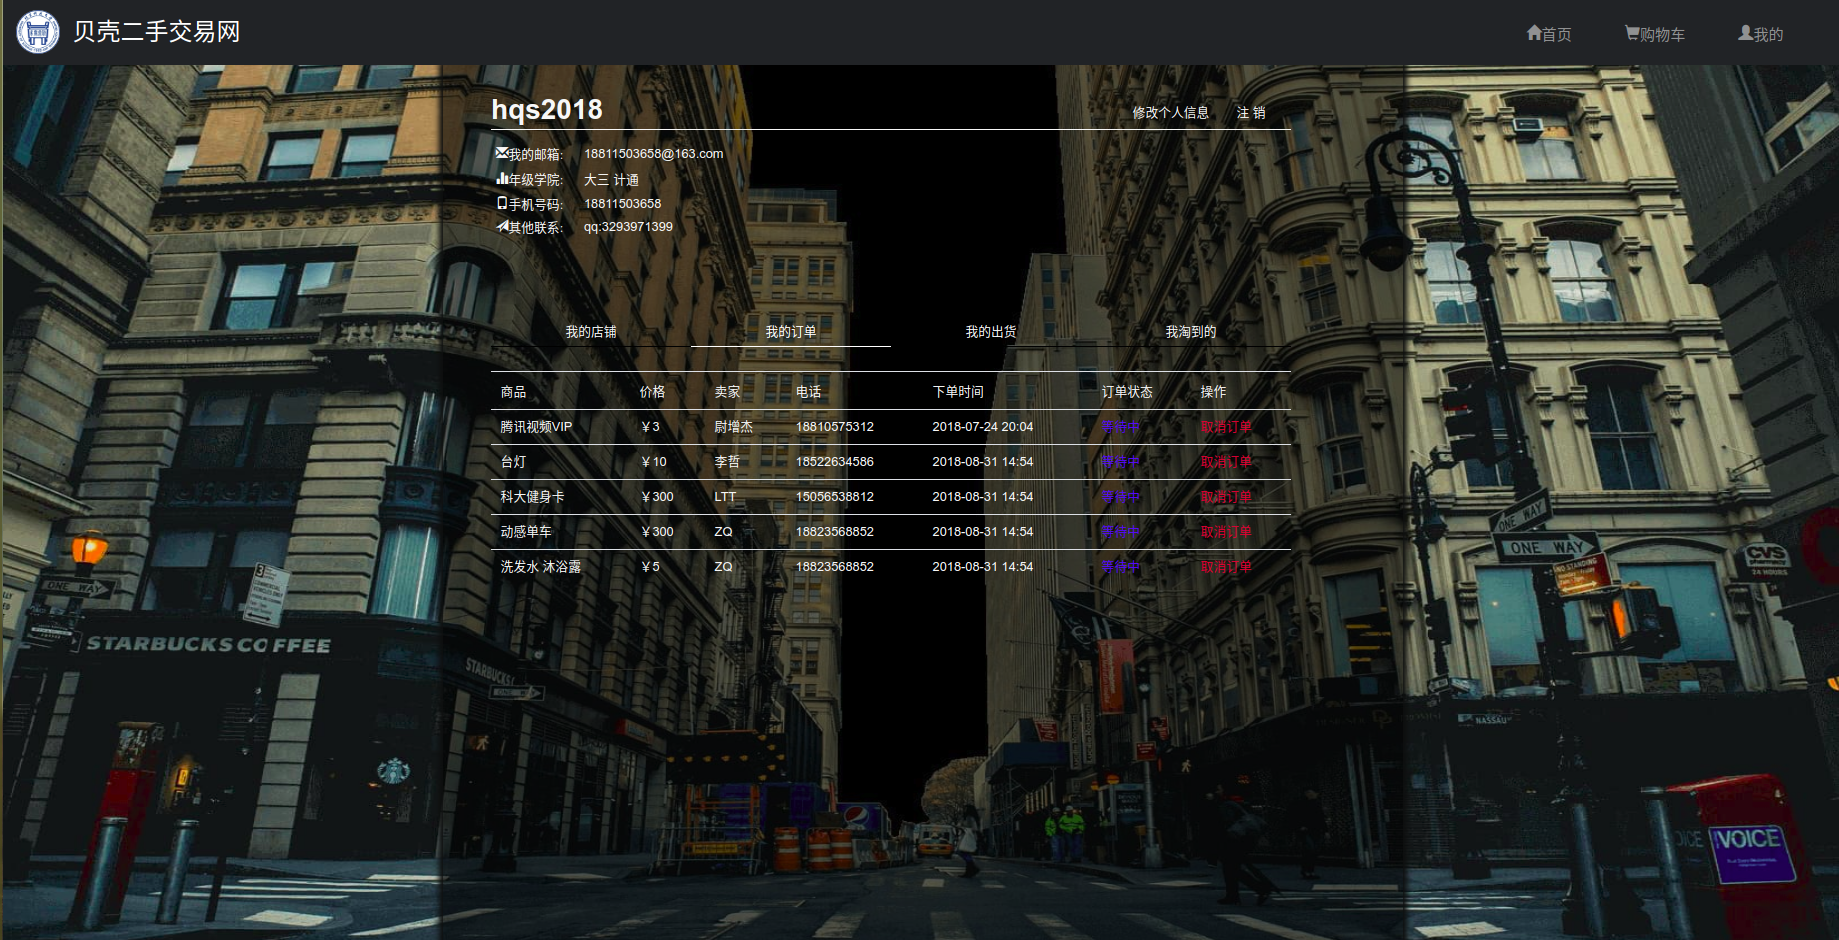 贝壳二手交易网
首页 购物车 我的
hqs2018 修改个人信息 注 销
我的邮箱: 18811503658@163.com
年级学院: 大三 计通
手机号码: 18811503658
其他联系: qq:3293971399
我的店铺 我的订单 我的出货 我淘到的
商品 价格 卖家 电话 下单时间 订单状态 操作
腾讯视频VIP ￥3 尉增杰 18810575312 2018-07-24 20:04 等待中 取消订单
台灯 ￥10 李哲 18522634586 2018-08-31 14:54 等待中 取消订单
科大健身卡 ￥300 LTT 15056538812 2018-08-31 14:54 等待中 取消订单
动感单车 ￥300 ZQ 18823568852 2018-08-31 14:54 等待中 取消订单
洗发水 沐浴露 ￥5 ZQ 18823568852 2018-08-31 14:54 等待中 取消订单
ONE WAY
ONE WAY
ONE WAY
CVS
24 HOURS
NO STANDING
STARBUCKS COFFEE
STARBUCKS
NASSAU
VOICE